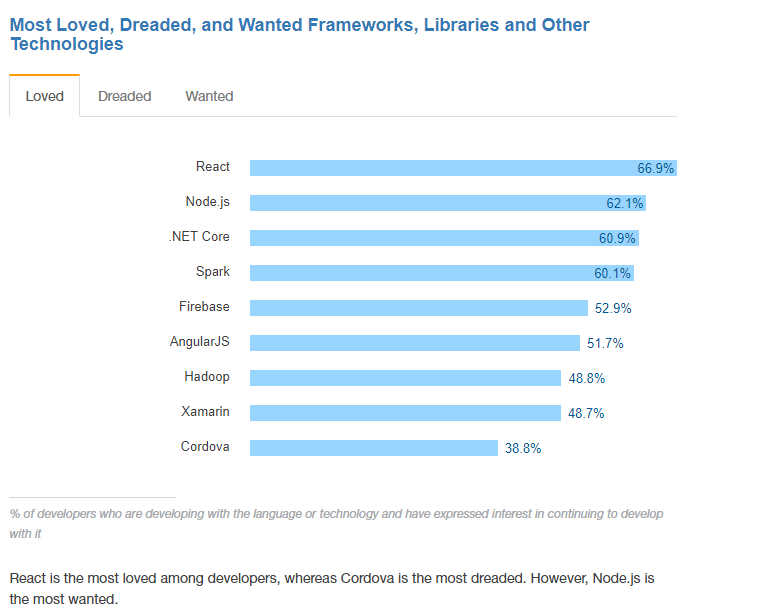 Most Loved, Dreaded, and Wanted Frameworks, Libraries and Other
Technologies
Loved Dreaded Wanted
React 66.9%
Node.js 62.1%
.NET Core 60.9%
Spark 60.1%
Firebase 52.9%
AngularJS 51.7%
Hadoop 48.8%
Xamarin 48.7%
Cordova 38.8%
% of developers who are developing with the language or technology and have expressed interest in continuing to develop
with it
React is the most loved among developers, whereas Cordova is the most dreaded. However, Node.js is
the most wanted.